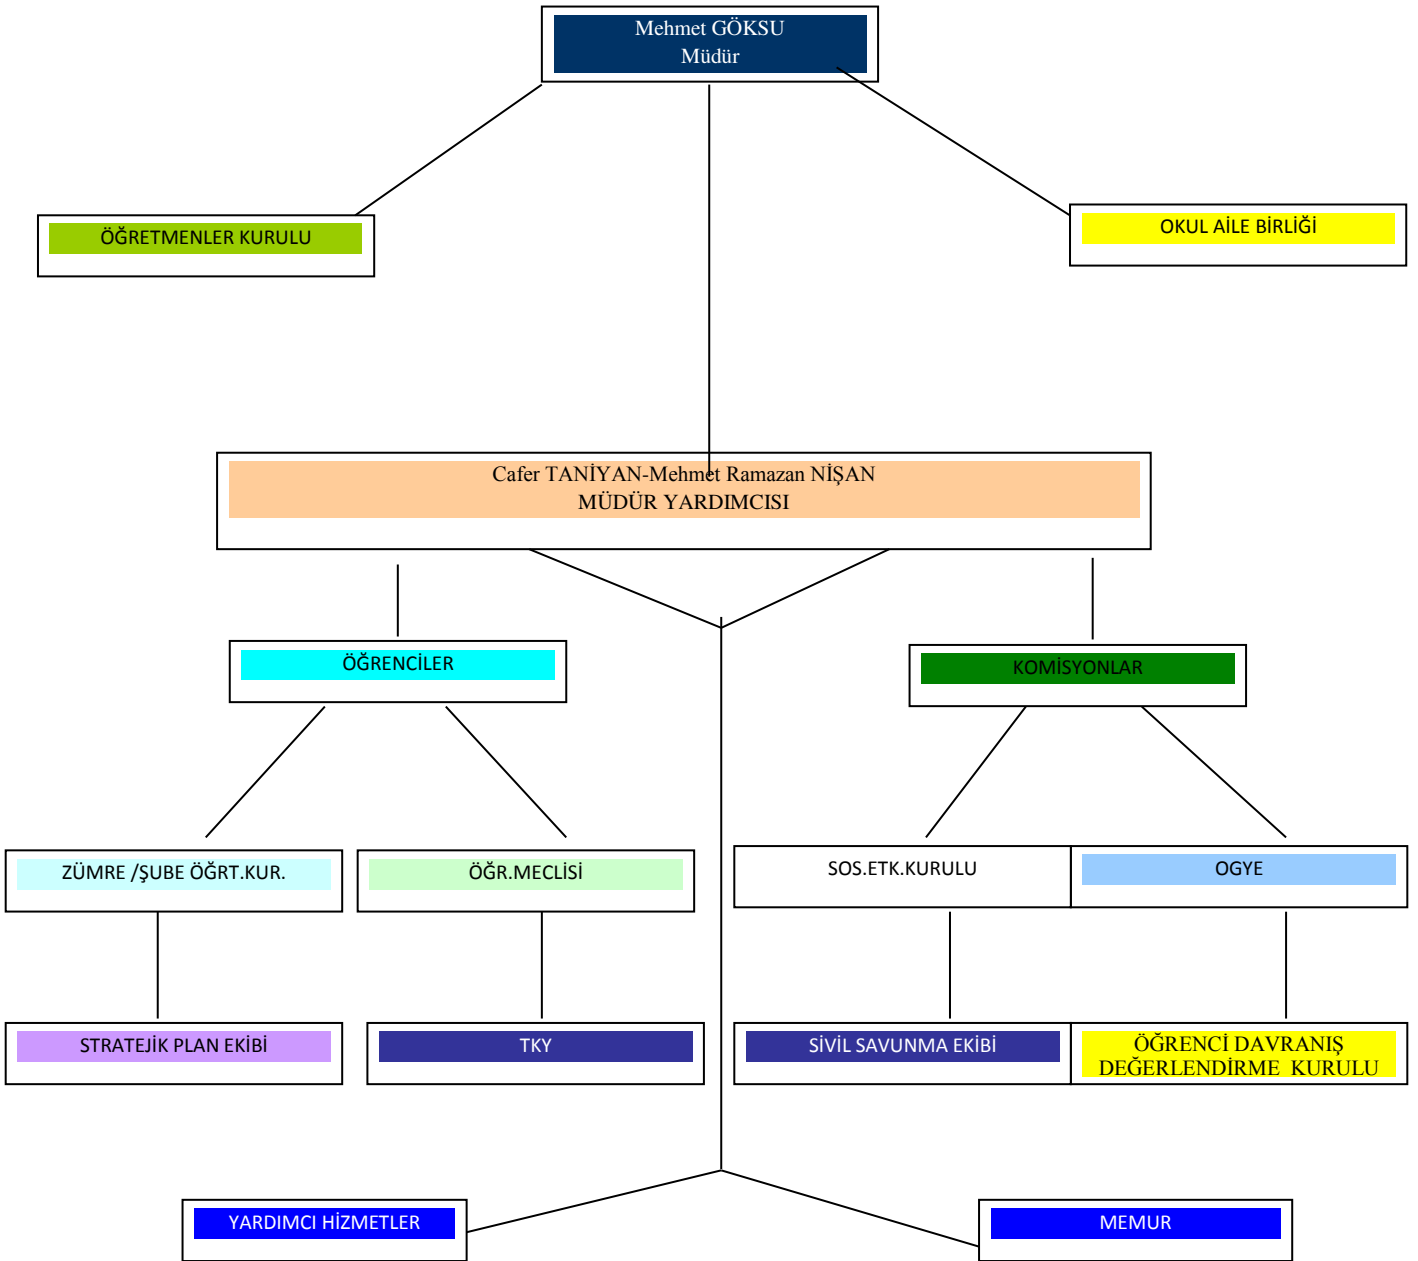 Mehmet GÖKSU
Müdür
ÖĞRETMENLER KURULU
OKUL AİLE BİRLİĞİ
Cafer TANİYAN-Mehmet Ramazan NİŞAN
MÜDÜR YARDIMCISI
ÖĞRENCİLER
KOMİSYONLAR
ZÜMRE /ŞUBE ÖĞRT.KUR.
ÖĞR.MECLİSİ
SOS.ETK.KURULU
OGYE
STRATEJİK PLAN EKİBİ
TKY
SİVİL SAVUNMA EKİBİ
ÖĞRENCİ DAVRANIŞ
DEĞERLENDİRME KURULU
YARDIMCI HİZMETLER
MEMUR